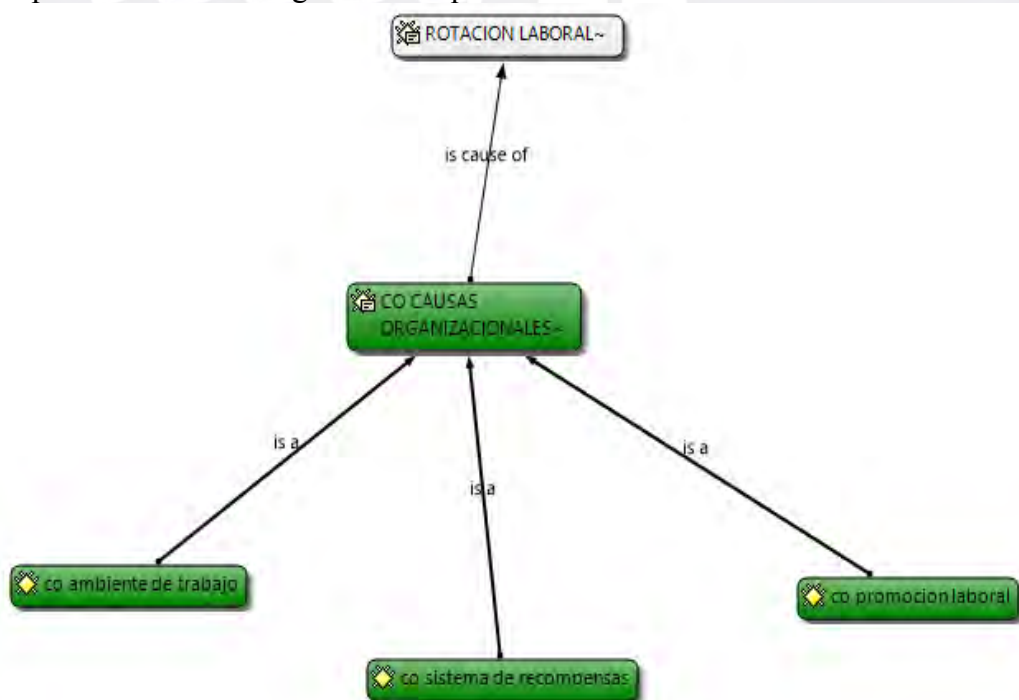 ROTACION LABORAL~
is cause of
CO CAUSAS
ORGANIZACIONALES~
is a
is a
is a
co ambiente de trabajo
co promocion laboral
co sistema de recompensas